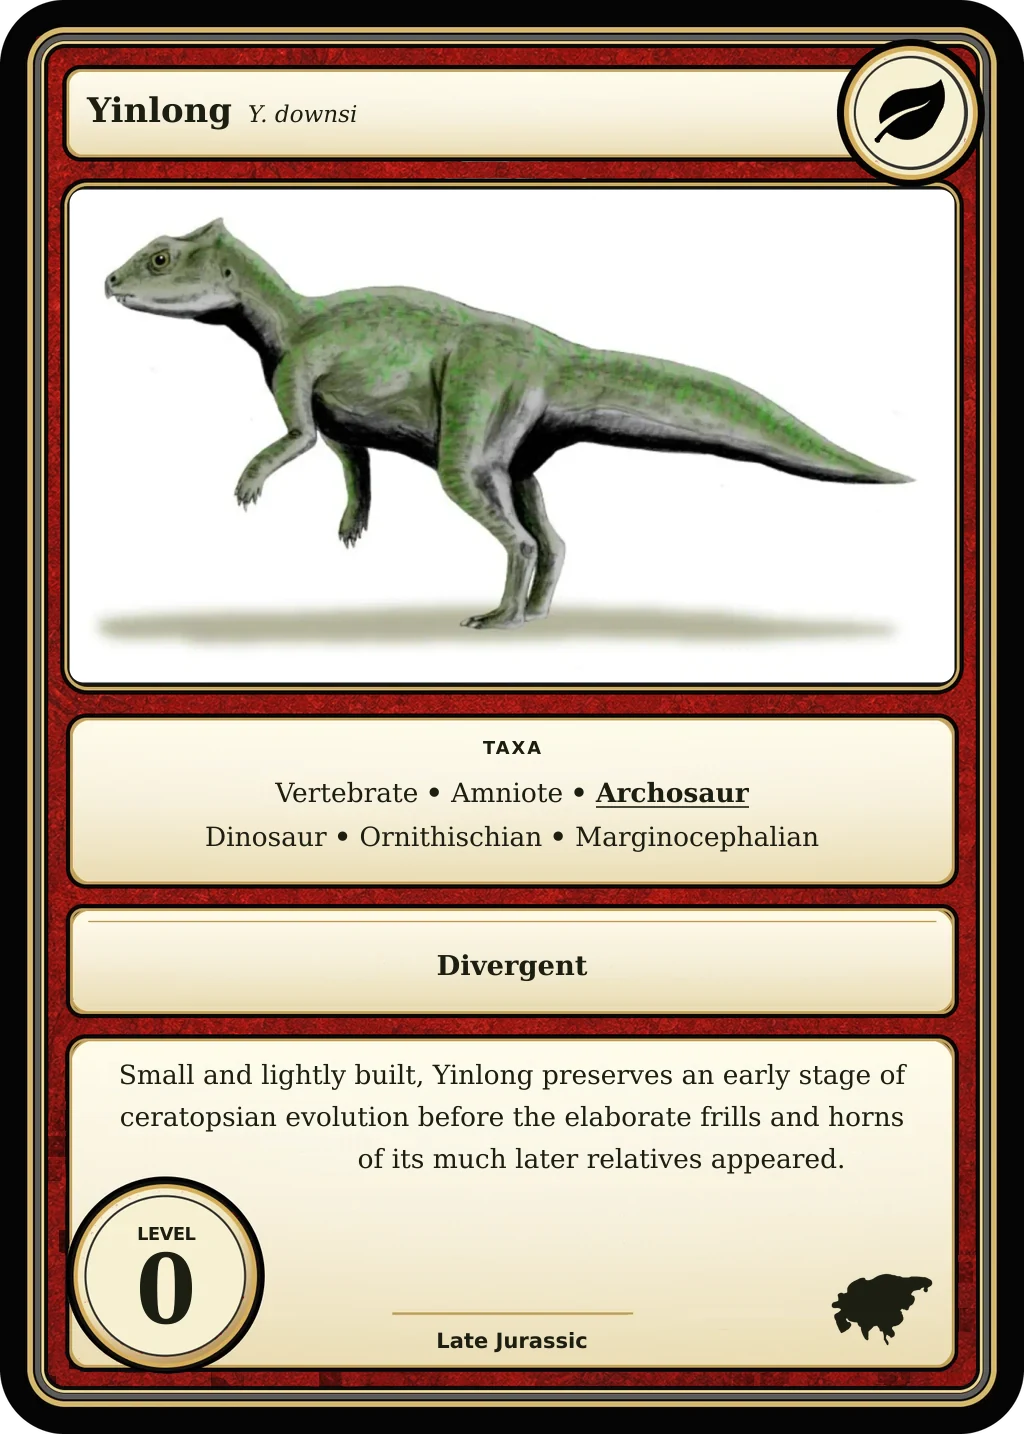 Yinlong Y. downsi
TAXA
Vertebrate • Amniote • Archosaur
Dinosaur • Ornithischian • Marginocephalian
Divergent
Small and lightly built, Yinlong preserves an early stage of
ceratopsian evolution before the elaborate frills and horns
of its much later relatives appeared.
LEVEL
0
Late Jurassic